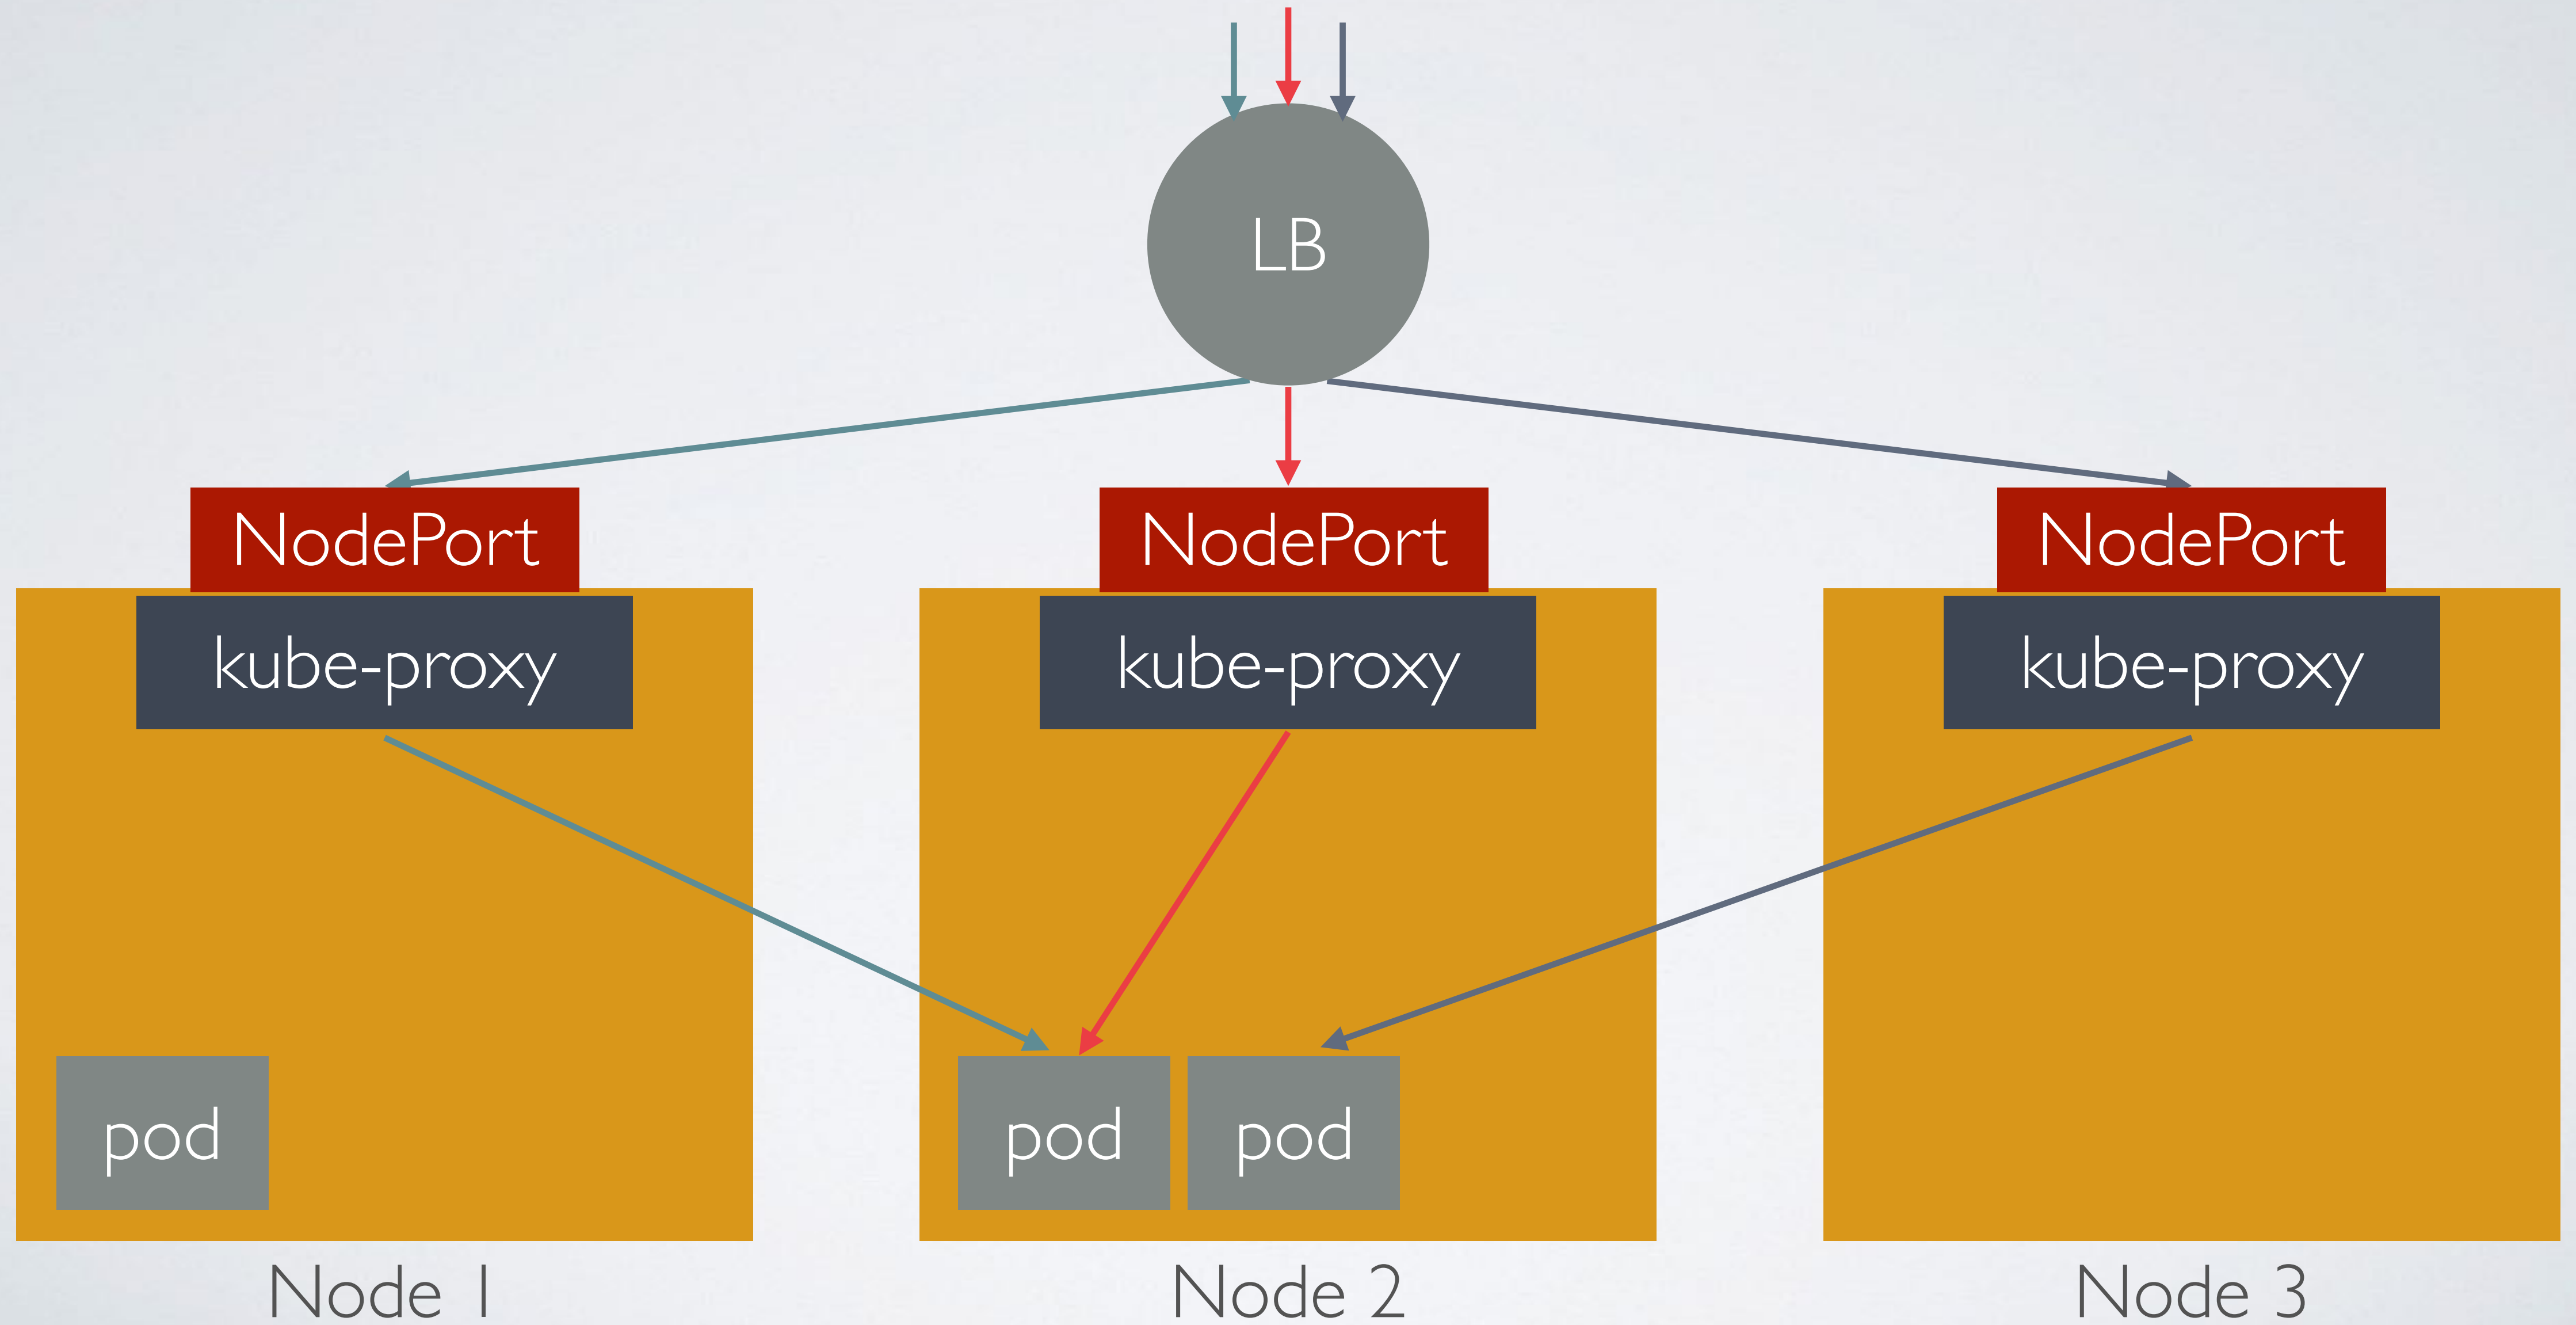 LB
NodePort
NodePort
NodePort
kube-proxy
kube-proxy
kube-proxy
pod
pod
pod
Node 1
Node 2
Node 3